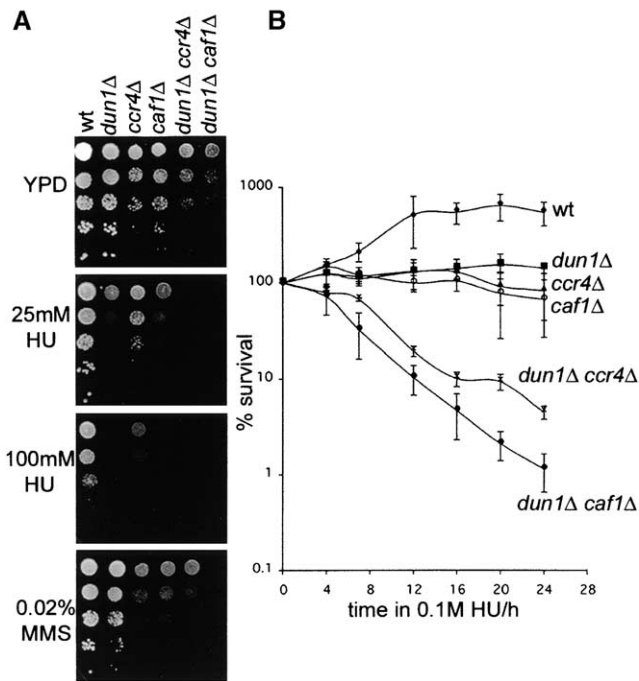 A
B
wt
dun1Δ
ccr4Δ
caf1Δ
dun1Δ ccr4Δ
dun1Δ caf1Δ
YPD
25mM
HU
100mM
HU
0.02%
MMS
% survival
1000
100
10
1
0.1
0 4 8 12 16 20 24 28
time in 0.1M HU/h
wt
dun1Δ
ccr4Δ
caf1Δ
dun1Δ ccr4Δ
dun1Δ caf1Δ